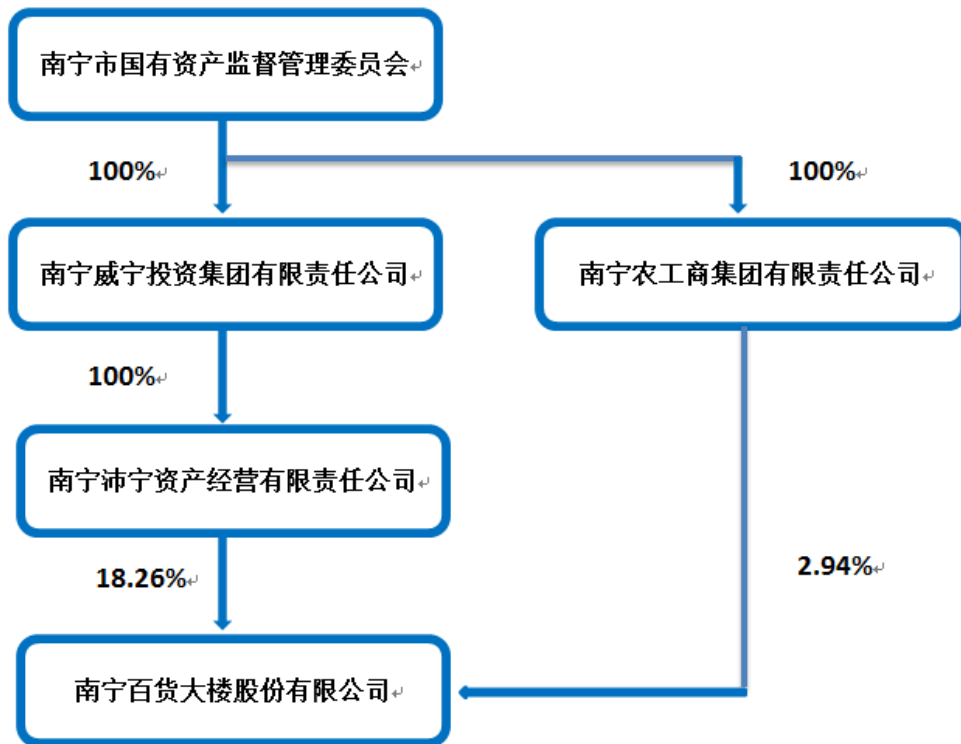 南宁市国有资产监督管理委员会
100%
100%
南宁威宁投资集团有限责任公司
南宁农工商集团有限责任公司
100%
南宁沛宁资产经营有限责任公司
18.26%
2.94%
南宁百货大楼股份有限公司